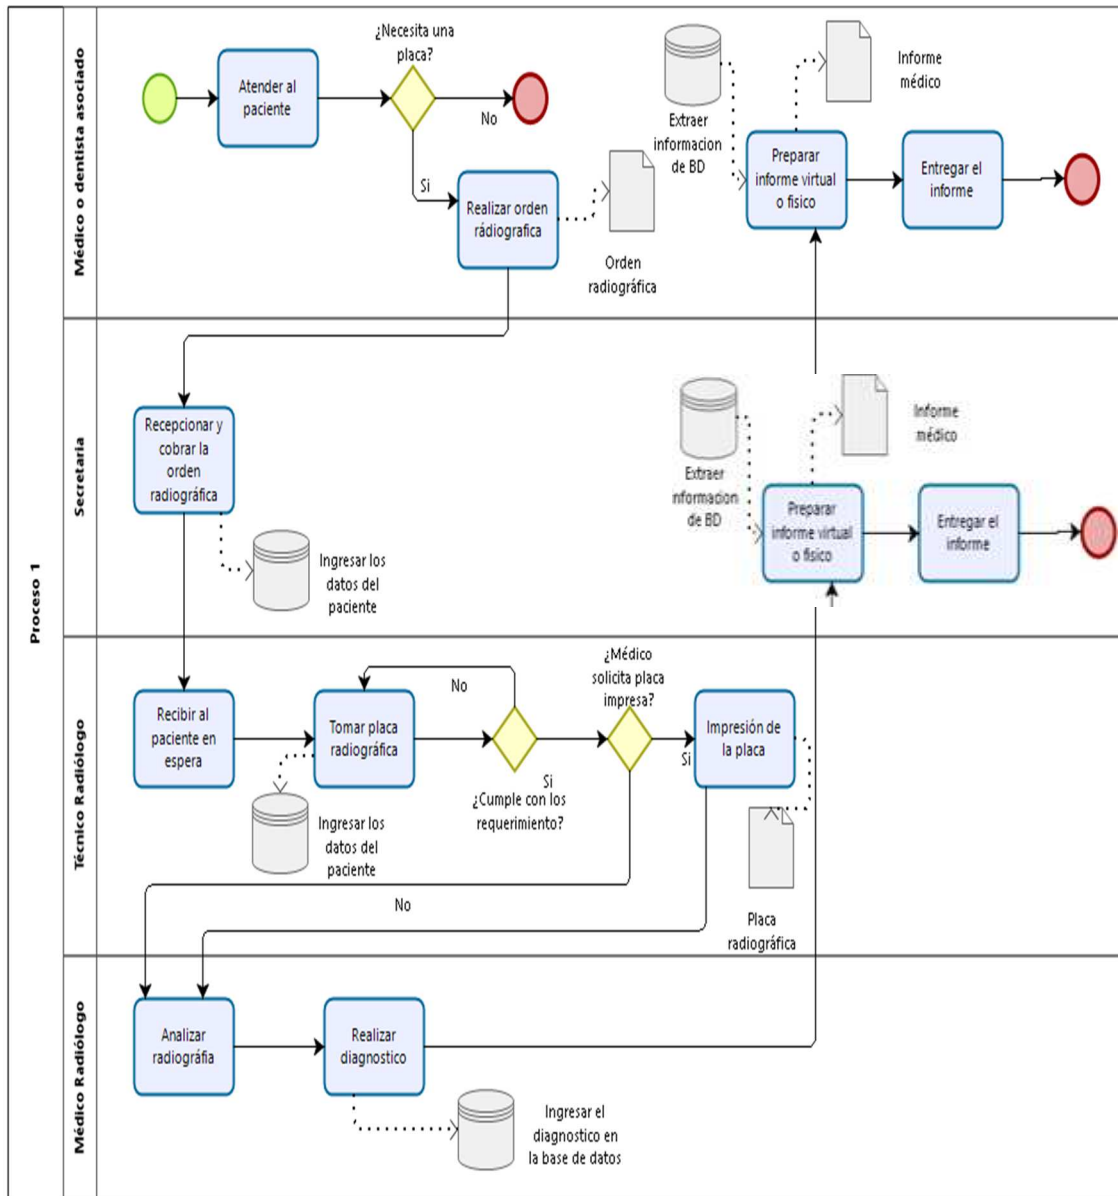 Proceso 1
Médico o dentista asociado
Atender al
paciente
¿Necesita una
placa?
No
Si
Realizar orden
rádiografica
Orden
radiográfica
Extraer
informacion
de BD
Informe
médico
Preparar
informe virtual
o fisico
Entregar el
informe
Secretaria
Recepcionar y
cobrar la
orden
radiográfica
Ingresar los
datos del
paciente
Extraer
nformacion
de BD
Informe
médico
Preparar
informe virtual
o fisico
Entregar el
informe
Técnico Radiólogo
Recibir al
paciente en
espera
Tomar placa
radiográfica
Ingresar los
datos del
paciente
No
Si
¿Cumple con los
requerimiento?
¿Médico
solicita placa
impresa?
Si
No
Impresión de
la placa
Placa
radiográfica
Médico Radiólogo
Analizar
radiográfia
Realizar
diagnostico
Ingresar el
diagnostico en
la base de datos